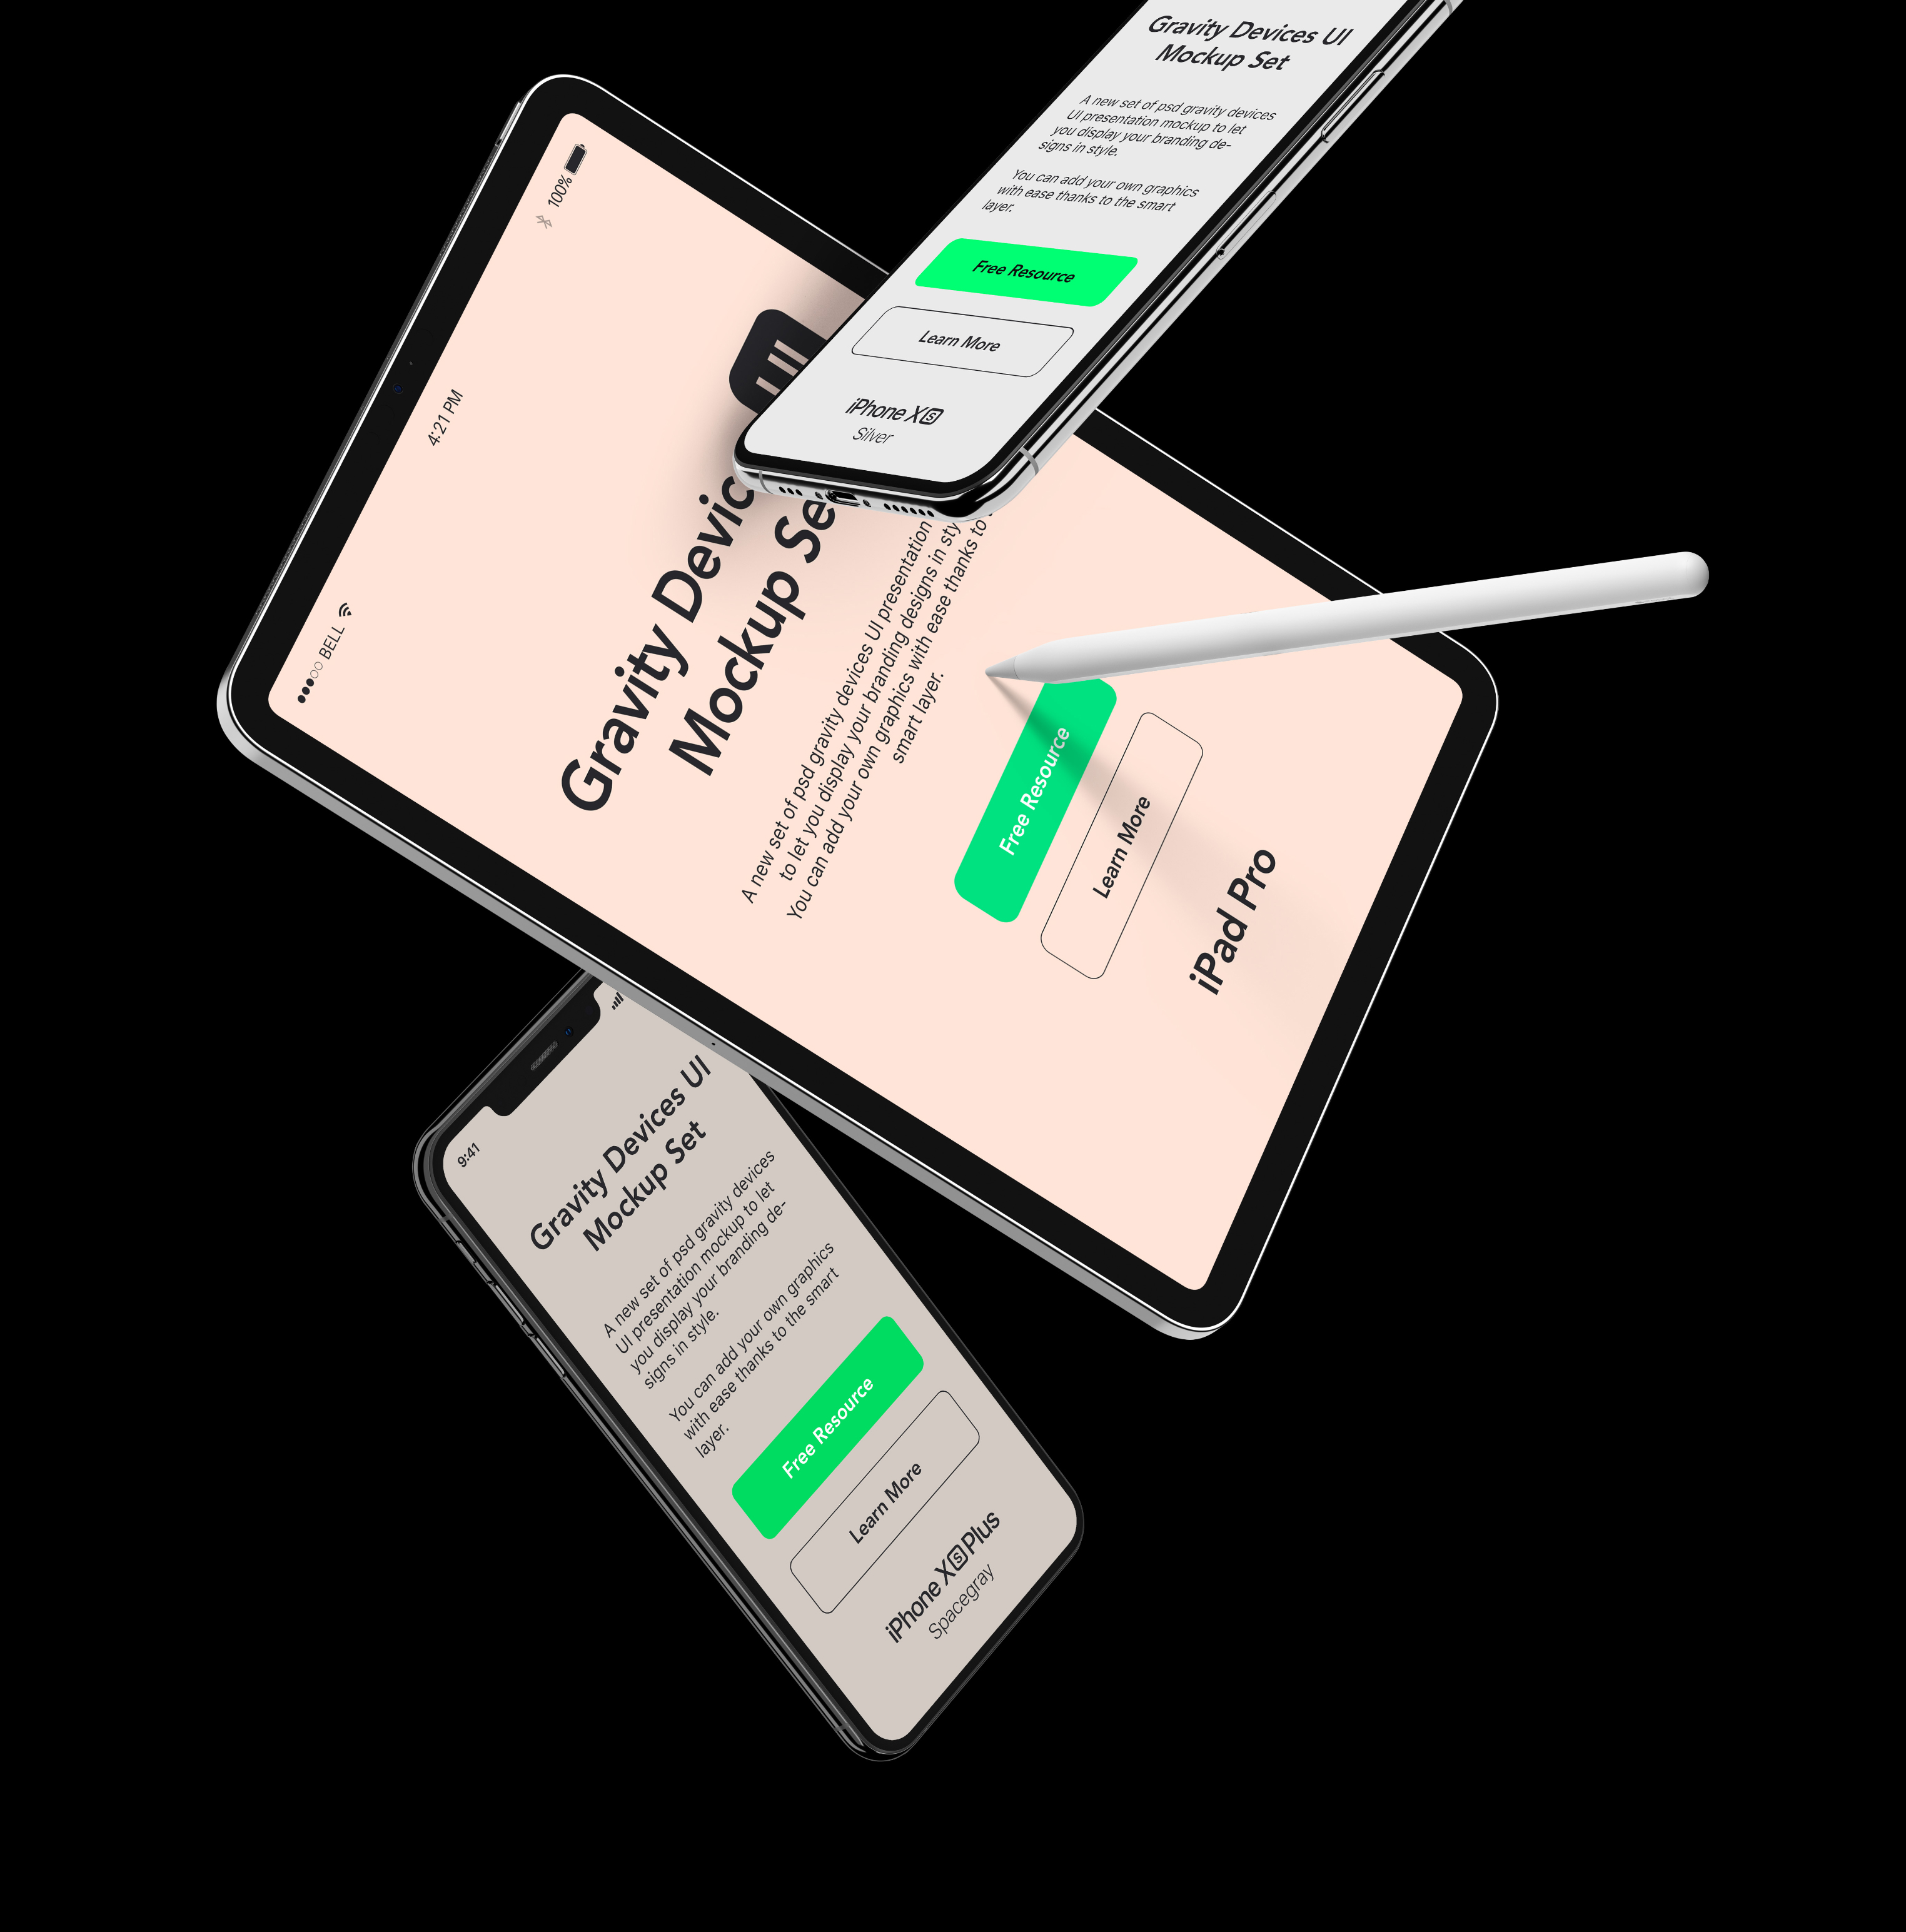 Gravity Devices UI
Mockup Set
A new set of psd gravity devices
UI presentation mockup to let
you display your branding de-
signs in style.
You can add your own graphics
with ease thanks to the smart
layer.
Free Resource
Learn More
iPhone XS
Silver
BELL
4:21 PM
100%
Gravity Devic
Mockup Se
A new set of psd gravity devices UI presentation
to let you display your branding designs in sty
You can add your own graphics with ease thanks to
smart layer.
Free Resource
Learn More
iPad Pro
9:41
Gravity Devices UI
Mockup Set
A new set of psd gravity devices
UI presentation mockup to let
you display your branding de-
signs in style.
You can add your own graphics
with ease thanks to the smart
layer.
Free Resource
Learn More
iPhone XS Plus
Spacegray